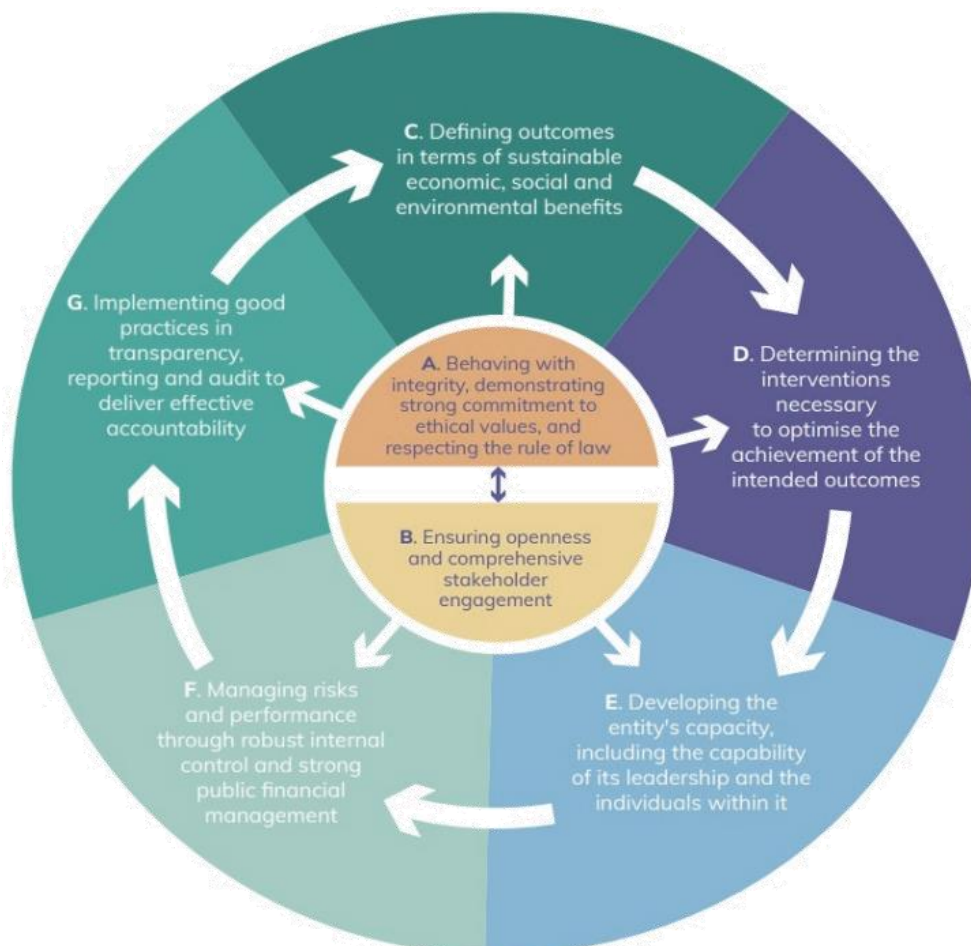 C. Defining outcomes
in terms of sustainable
economic, social and
environmental benefits
D. Determining the
interventions
necessary
to optimise the
achievement of the
intended outcomes
E. Developing the
entity's capacity,
including the capability
of its leadership and the
individuals within it
F. Managing risks
and performance
through robust internal
control and strong
public financial
management
G. Implementing good
practices in
transparency,
reporting and audit to
deliver effective
accountability
A. Behaving with
integrity, demonstrating
strong commitment to
ethical values, and
respecting the rule of law
B. Ensuring openness
and comprehensive
stakeholder
engagement